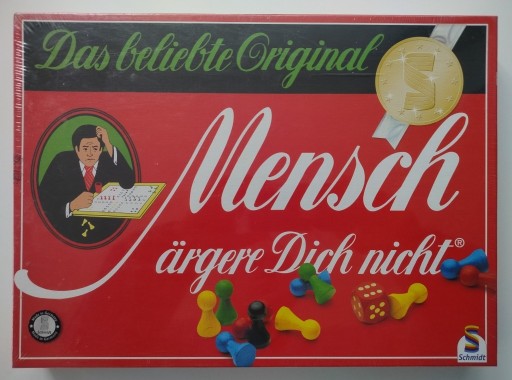 Das beliebte Original
S
Mensch
ärgere Dich nicht®
S
Schmidt